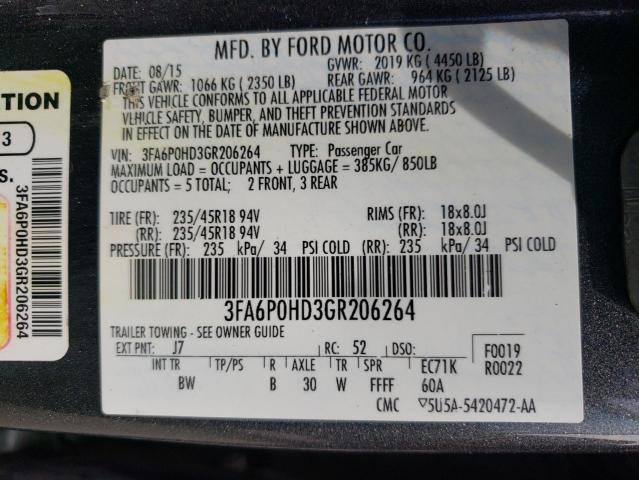 MFD. BY FORD MOTOR CO.
DATE: 08/15 GVWR: 2019 KG ( 4450 LB)
FRONT GAWR: 1066 KG ( 2350 LB) REAR GAWR: 964 KG ( 2125 LB)
THIS VEHICLE CONFORMS TO ALL APPLICABLE FEDERAL MOTOR
VEHICLE SAFETY, BUMPER, AND THEFT PREVENTION STANDARDS
IN EFFECT ON THE DATE OF MANUFACTURE SHOWN ABOVE.
VIN: 3FA6P0HD3GR206264 TYPE: Passenger Car
MAXIMUM LOAD = OCCUPANTS + LUGGAGE = 385KG/ 850LB
OCCUPANTS = 5 TOTAL; 2 FRONT, 3 REAR
TIRE (FR): 235/45R18 94V RIMS (FR): 18x8.0J
(RR): 235/45R18 94V (RR): 18x8.0J
PRESSURE (FR): 235 kPa/ 34 PSI COLD (RR): 235 kPa/ 34 PSI COLD
3FA6P0HD3GR206264
TRAILER TOWING - SEE OWNER GUIDE
EXT PNT: J7 RC: 52 DSO: F0019
R0022
INT TR TP/PS R AXLE TR SPR EC71K
BW B 30 W FFFF 60A
CMC ▽5U5A-5420472-AA
TION
3
S.
3FA6P0HD3GR206264